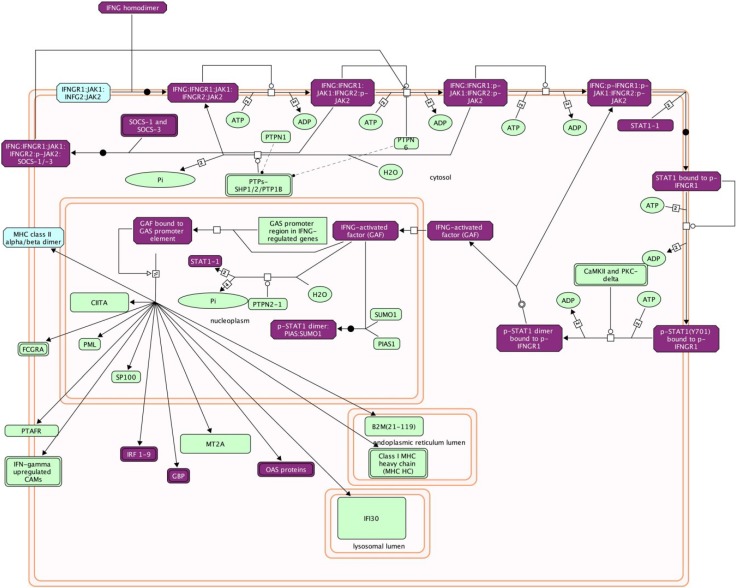 IFNG homodimer
IFNGR1:JAK1:
INFG2:JAK2
IFNG:IFNGR1:JAK1:
IFNGR2:JAK2
IFNG:IFNGR1:
JAK1:IFNGR2:p-
JAK2
IFNG:IFNGR1:p-
JAK1:IFNGR2:p-
JAK2
IFNG:p-IFNGR1:p-
JAK1:IFNGR2:p-
JAK2
ATP
ADP
ATP
ADP
ATP
ADP
SOCS-1 and
SOCS-3
PTPN1
PTPN
6
STAT1-1
IFNG:IFNGR1:JAK1:
IFNGR2:p-JAK2:
SOCS-1/-3
Pi
PTPs-
SHP1/2/PTP1B
H2O
cytosol
STAT1 bound to p-
IFNGR1
ATP
ADP
MHC class II
alpha/beta dimer
GAF bound to
GAS promoter
element
GAS promoter
region in IFNG-
regulated genes
IFNG-activated
factor (GAF)
IFNG-activated
factor (GAF)
STAT1-1
Pi
PTPN2-1
H2O
nucleoplasm
CaMKII and PKC-
delta
ADP
ATP
CIITA
p-STAT1 dimer:
PIAS:SUMO1
SUMO1
PIAS1
p-STAT1 dimer
bound to p-
IFNGR1
p-STAT1(Y701)
bound to p-
IFNGR1
FCGRA
PML
SP100
PTAFR
IFN-gamma
upregulated
CAMs
IRF 1-9
GBP
MT2A
OAS proteins
B2M(21-119)
endoplasmic reticulum lumen
Class I MHC
heavy chain
(MHC HC)
IFI30
lysosomal lumen